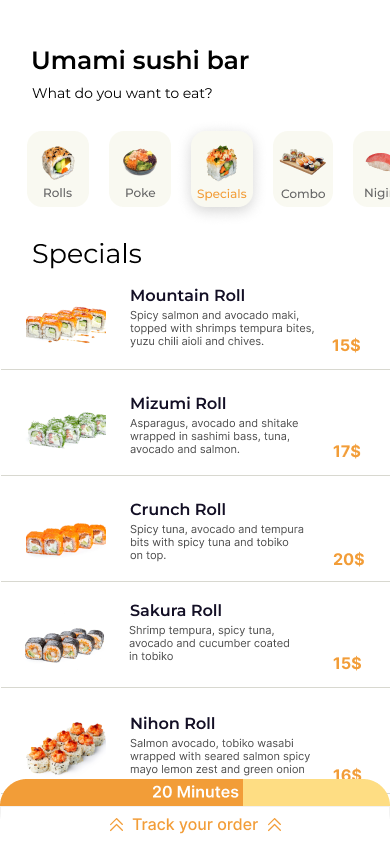 Umami sushi bar
What do you want to eat?
Rolls
Poke
Specials
Combo
Nigi
Specials
Mountain Roll
Spicy salmon and avocado maki,
topped with shrimps tempura bites,
yuzu chili aioli and chives.
15$
Mizumi Roll
Asparagus, avocado and shitake
wrapped in sashimi bass, tuna,
avocado and salmon.
17$
Crunch Roll
Spicy tuna, avocado and tempura
bits with spicy tuna and tobiko
on top.
20$
Sakura Roll
Shrimp tempura, spicy tuna,
avocado and cucumber coated
in tobiko
15$
Nihon Roll
Salmon avocado, tobiko wasabi
wrapped with seared salmon spicy
mayo lemon zest and green onion
16$
20 Minutes
Track your order